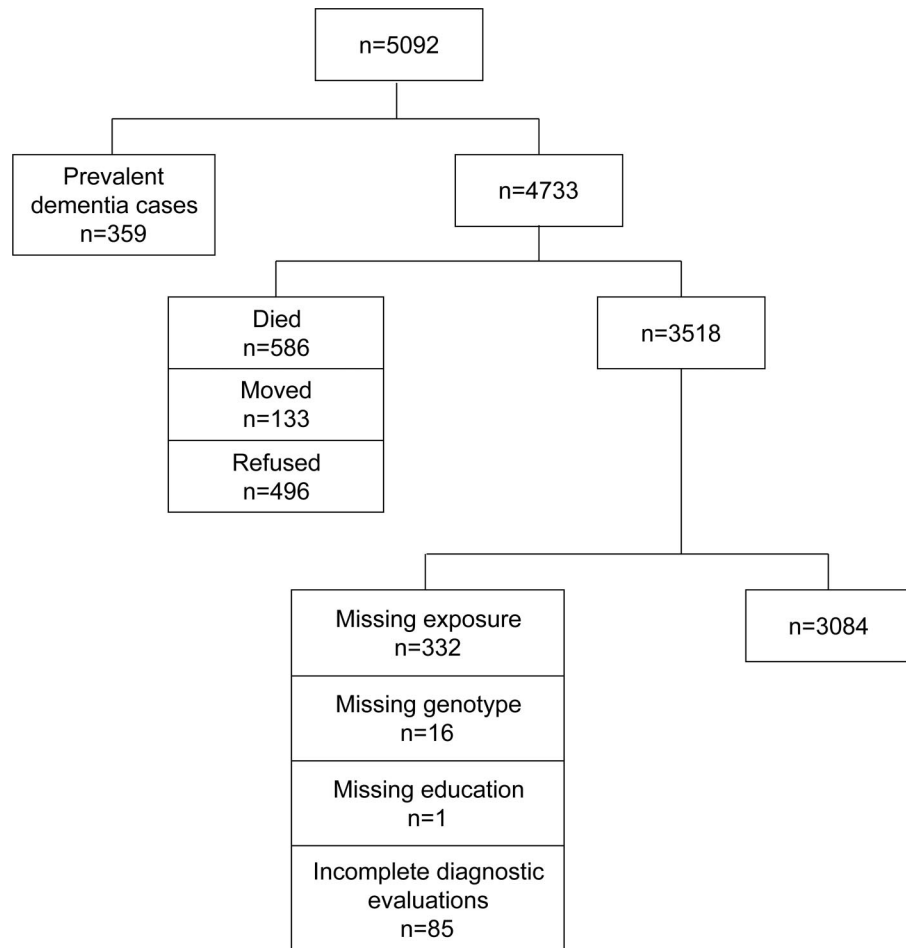 n=5092
Prevalent
dementia cases
n=359
n=4733
Died
n=586
Moved
n=133
Refused
n=496
n=3518
Missing exposure
n=332
Missing genotype
n=16
Missing education
n=1
Incomplete diagnostic
evaluations
n=85
n=3084